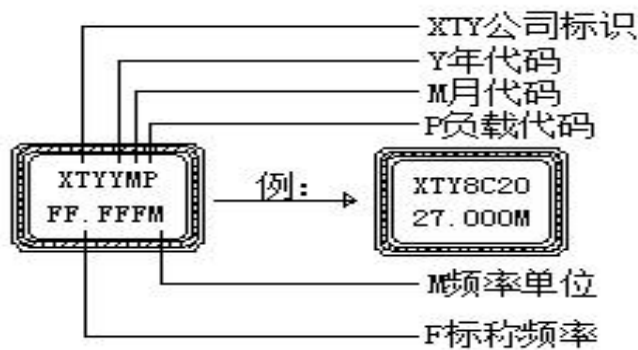 XTY公司标识
Y年代码
M月代码
P负载代码
XTYYMP
FF.FFFM
例:
XTY8C20
27.000M
M频率单位
F标称频率